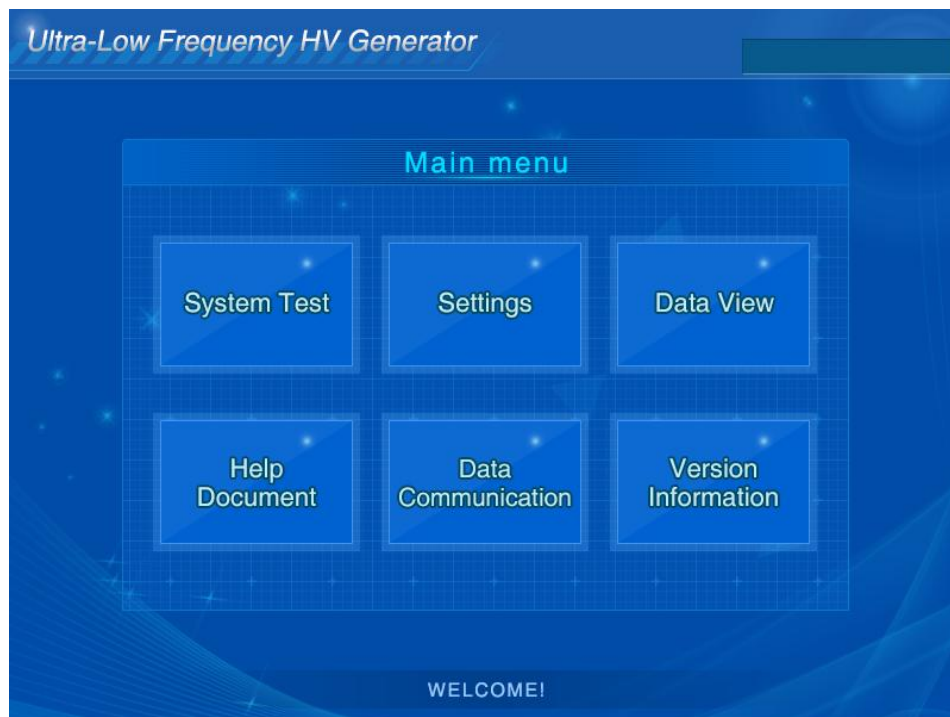 Ultra-Low Frequency HV Generator
Main menu
System Test
Settings
Data View
Help
Document
Data
Communication
Version
Information
WELCOME!